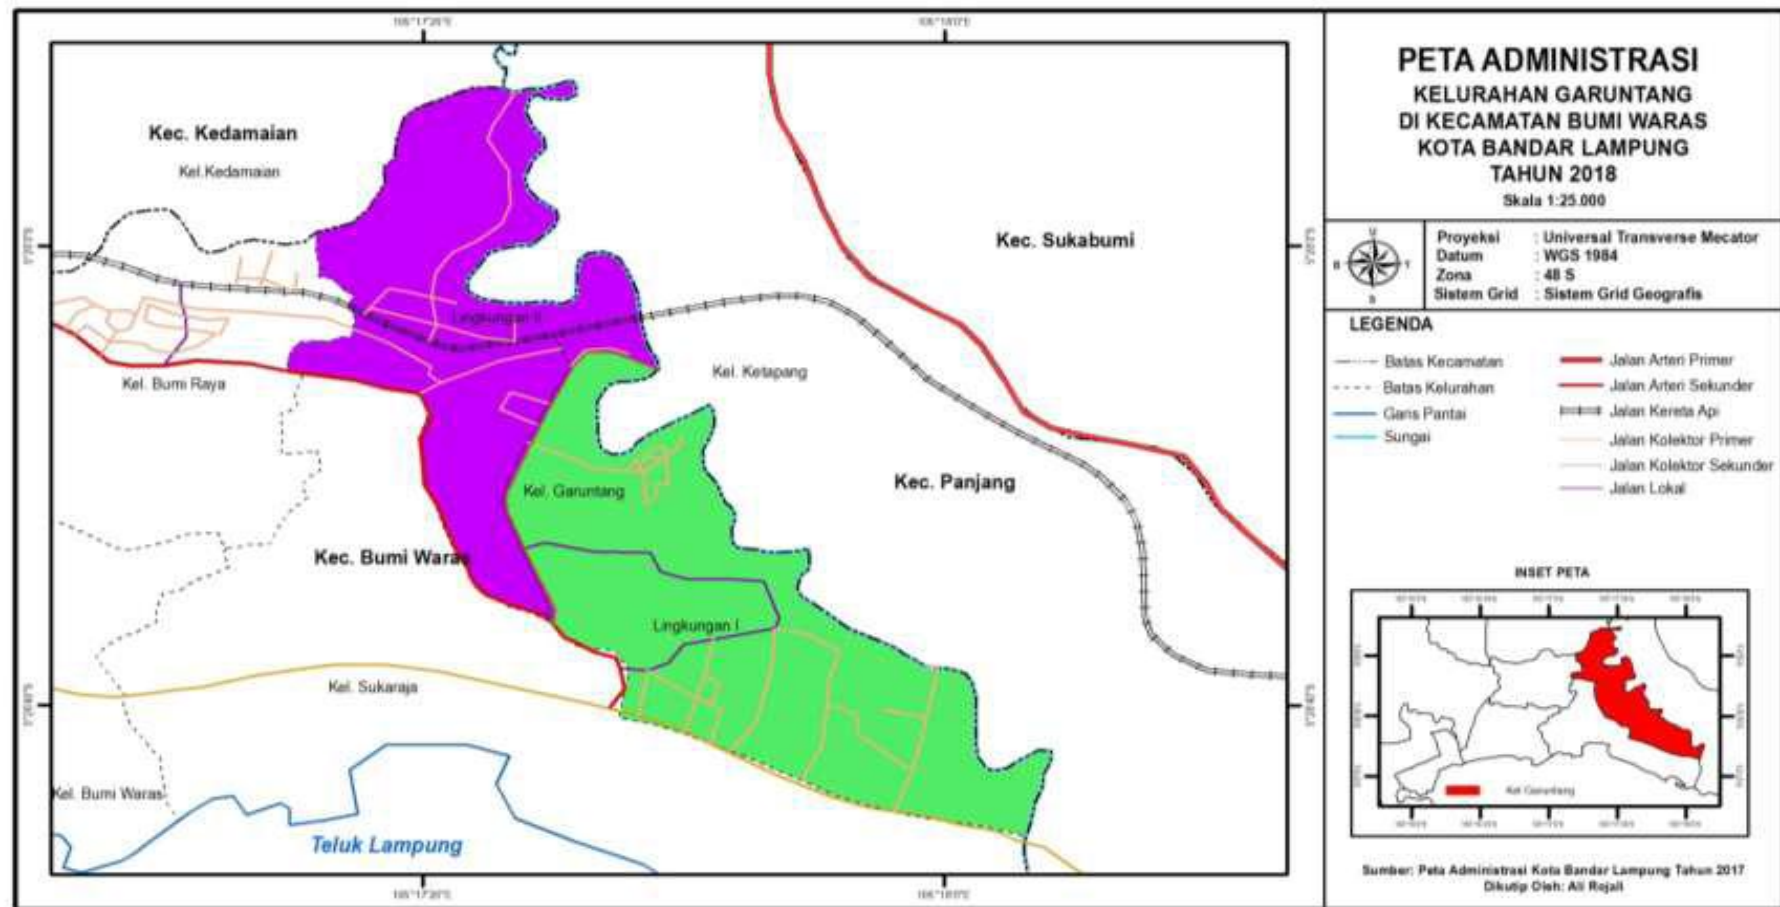 PETA ADMINISTRASI
KELURAHAN GARUNTANG
DI KECAMATAN BUMI WARAS
KOTA BANDAR LAMPUNG
TAHUN 2018
Skala 1:25.000
Proyeksi : Universal Transverse Mecator
Datum : WGS 1984
Zona : 48 S
Sistem Grid : Sistem Grid Geografis
U
B
T
S
LEGENDA
Batas Kecamatan
Batas Kelurahan
Garis Pantai
Sungai
Jalan Arteri Primer
Jalan Arteri Sekunder
Jalan Kereta Api
Jalan Kolektor Primer
Jalan Kolektor Sekunder
Jalan Lokal
INSET PETA
Kel Garuntang
Sumber: Peta Administrasi Kota Bandar Lampung Tahun 2017
Dikutip Oleh: Ali Rojali
Kec. Kedamaian
Kel.Kedamaian
Kec. Sukabumi
Lingkungan II
Kel. Bumi Raya
Kel. Ketapang
Kec. Panjang
Kel. Garuntang
Kec. Bumi Waras
Lingkungan I
Kel. Sukaraja
Kel. Bumi Waras
Teluk Lampung